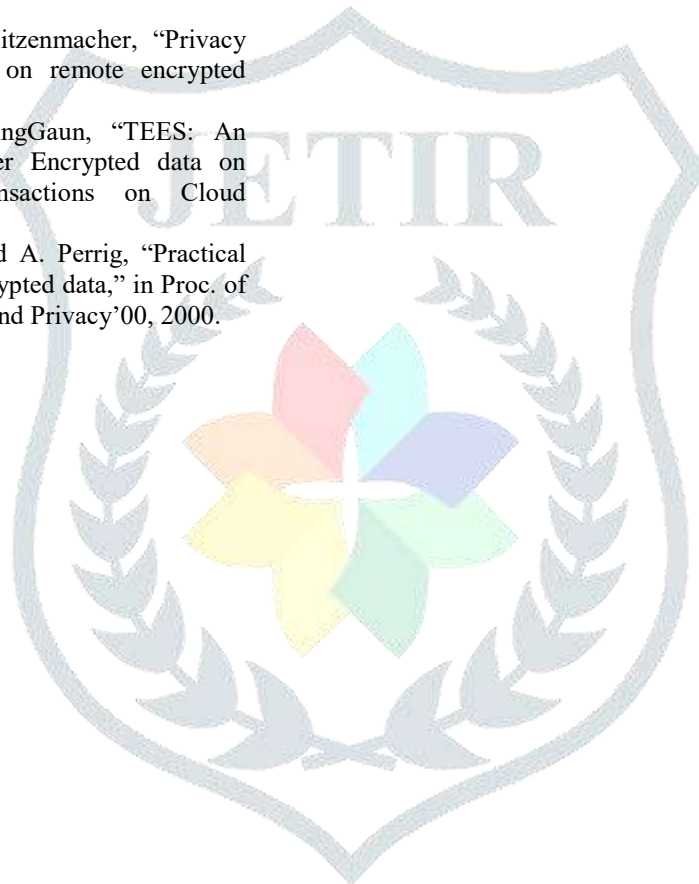 itzenmacher, “Privacy
on remote encrypted
ngGaun, “TEES: An
er Encrypted data on
nsactions on Cloud
d A. Perrig, “Practical
ypted data,” in Proc. of
nd Privacy’00, 2000.
JETIR